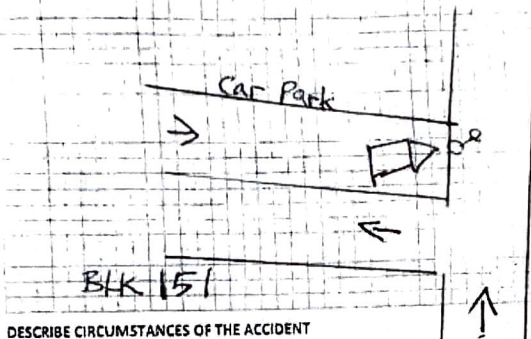 Car Park
BLK 151
DESCRIBE CIRCUMSTANCES OF THE ACCIDENT